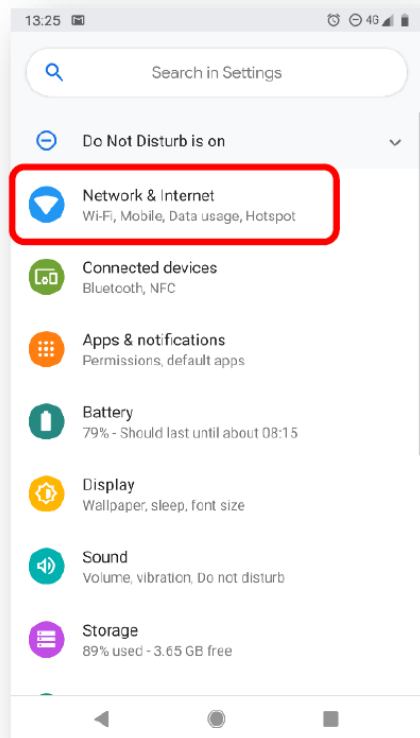 13:25 4G
Search in Settings
Do Not Disturb is on
Network & Internet
Wi-Fi, Mobile, Data usage, Hotspot
Connected devices
Bluetooth, NFC
Apps & notifications
Permissions, default apps
Battery
79% - Should last until about 08:15
Display
Wallpaper, sleep, font size
Sound
Volume, vibration, Do not disturb
Storage
89% used - 3.65 GB free